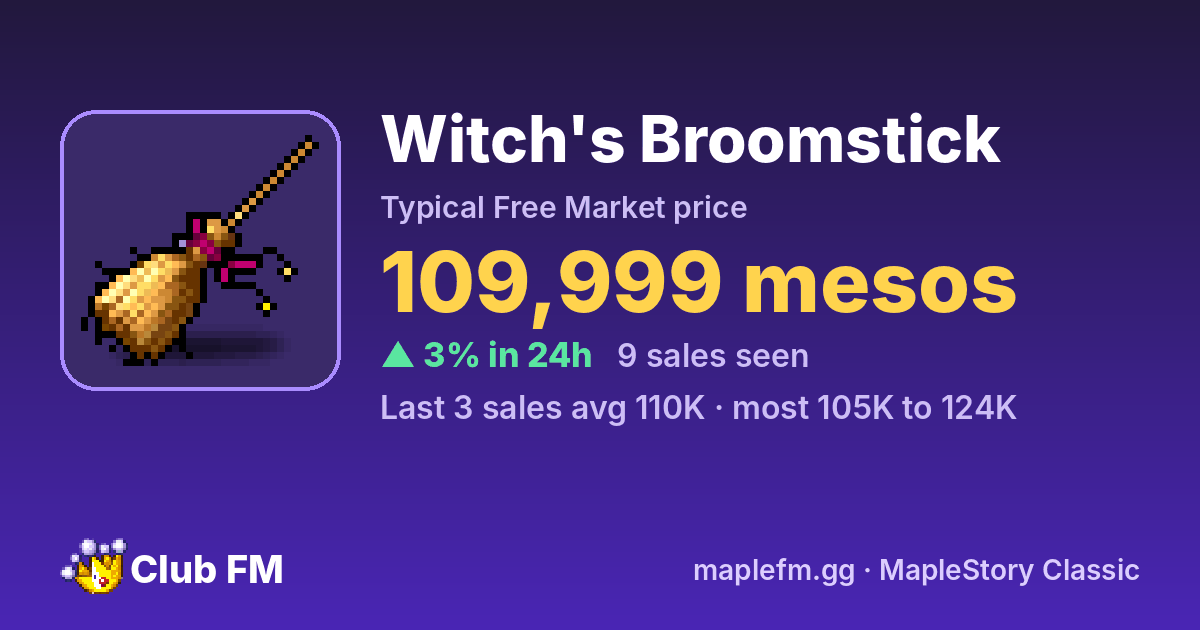 Witch's Broomstick
Typical Free Market price
109,999 mesos
▲ 3% in 24h 9 sales seen
Last 3 sales avg 110K · most 105K to 124K
Club FM
maplefm.gg · MapleStory Classic